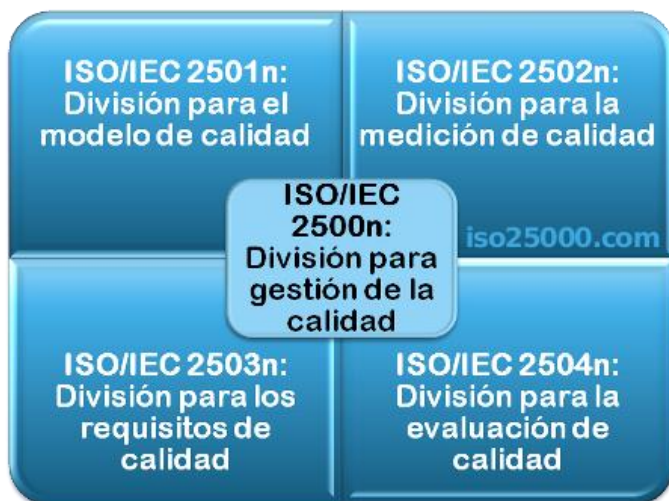 ISO/IEC 2501n:
División para el
modelo de calidad
ISO/IEC 2502n:
División para la
medición de calidad
iso25000.com
ISO/IEC
2500n:
División para
gestión de la
calidad
ISO/IEC 2503n:
División para los
requisitos de
calidad
ISO/IEC 2504n:
División para la
evaluación de
calidad